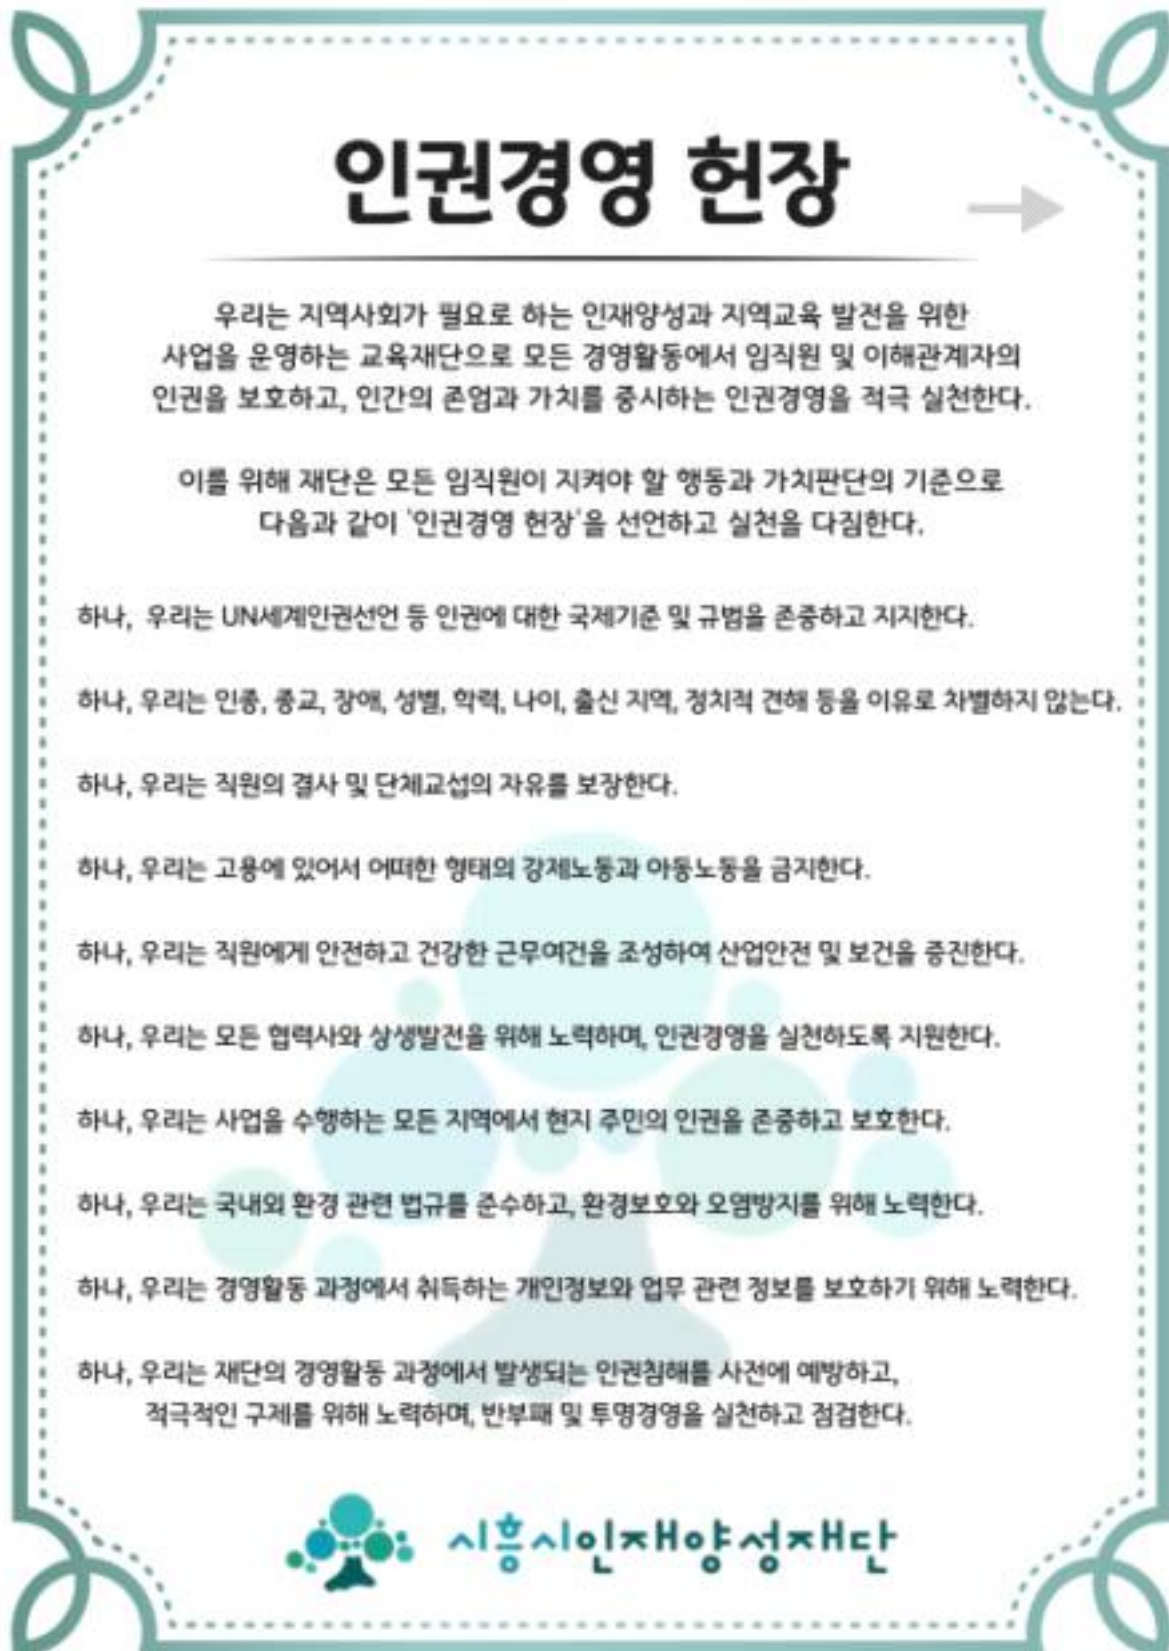 인권경영 헌장
우리는 지역사회가 필요로 하는 인재양성과 지역교육 발전을 위한
사업을 운영하는 교육재단으로 모든 경영활동에서 임직원 및 이해관계자의
인권을 보호하고, 인간의 존엄과 가치를 중시하는 인권경영을 적극 실천한다.
이를 위해 재단은 모든 임직원이 지켜야 할 행동과 가치판단의 기준으로
다음과 같이 '인권경영 헌장'을 선언하고 실천을 다짐한다.
하나, 우리는 UN세계인권선언 등 인권에 대한 국제기준 및 규범을 존중하고 지지한다.
하나, 우리는 인종, 종교, 장애, 성별, 학력, 나이, 출신 지역, 정치적 견해 등을 이유로 차별하지 않는다.
하나, 우리는 직원의 결사 및 단체교섭의 자유를 보장한다.
하나, 우리는 고용에 있어서 어떠한 형태의 강제노동과 아동노동을 금지한다.
하나, 우리는 직원에게 안전하고 건강한 근무여건을 조성하여 산업안전 및 보건을 증진한다.
하나, 우리는 모든 협력사와 상생발전을 위해 노력하며, 인권경영을 실천하도록 지원한다.
하나, 우리는 사업을 수행하는 모든 지역에서 현지 주민의 인권을 존중하고 보호한다.
하나, 우리는 국내외 환경 관련 법규를 준수하고, 환경보호와 오염방지를 위해 노력한다.
하나, 우리는 경영활동 과정에서 취득하는 개인정보와 업무 관련 정보를 보호하기 위해 노력한다.
하나, 우리는 재단의 경영활동 과정에서 발생되는 인권침해를 사전에 예방하고,
적극적인 구제를 위해 노력하며, 반부패 및 투명경영을 실천하고 점검한다.
시흥시인재양성재단